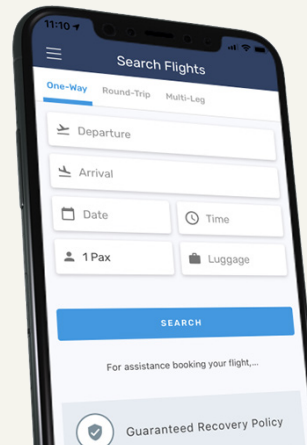 11:10
Search Flights
One-Way Round-Trip Multi-Leg
Departure
Arrival
Date Time
1 Pax Luggage
SEARCH
For assistance booking your flight,...
Guaranteed Recovery Policy